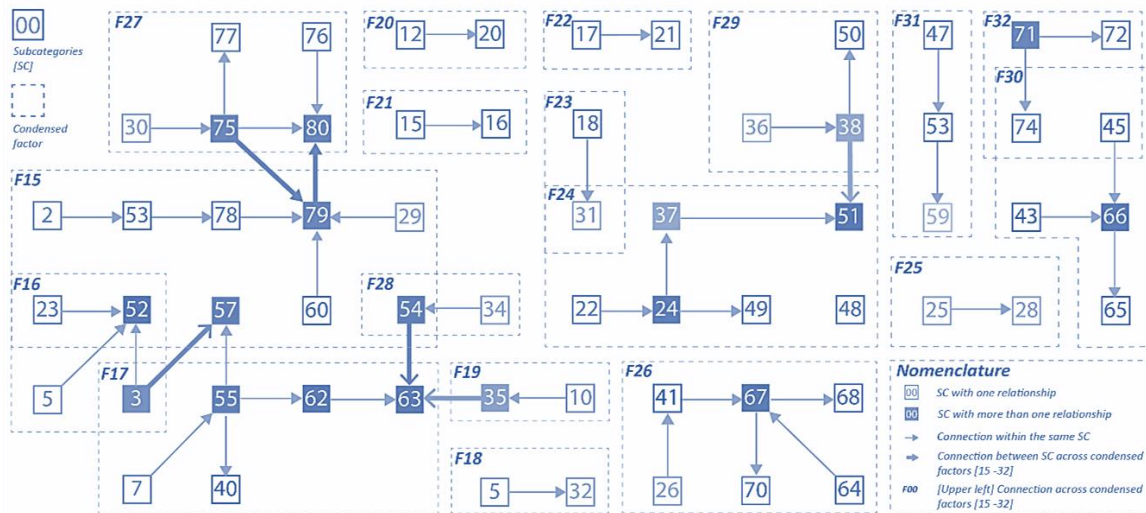 00
Subcategories
[SC]
Condensed
factor
F27
77
76
30
75
80
F20
12
20
F21
15
16
F22
17
21
F23
18
31
F29
50
36
38
F31
47
53
59
F32
71
72
F30
74
45
43
66
65
F15
2
53
78
79
29
60
F24
37
51
22
24
49
48
F25
25
28
F16
23
52
57
5
3
F28
54
34
F17
55
62
63
7
40
F19
35
10
F18
5
32
F26
41
67
68
26
70
64
Nomenclature
00 SC with one relationship
00 SC with more than one relationship
Connection within the same SC
Connection between SC across condensed
factors [15 -32]
F00 [Upper left] Connection across condensed
factors [15 -32]